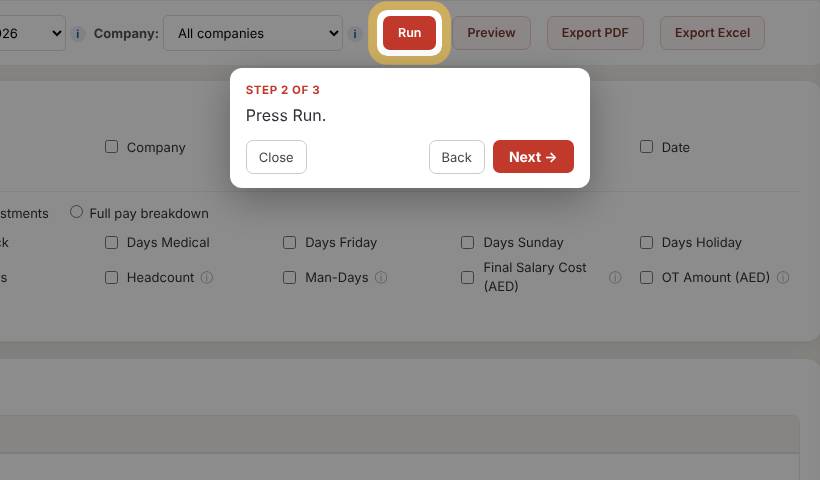 026 i Company: All companies i Run Preview Export PDF Export Excel
STEP 2 OF 3
Press Run.
Close Back Next →
Company Date
stments Full pay breakdown
ck Days Medical Days Friday Days Sunday Days Holiday
s Headcount ⓘ Man-Days ⓘ Final Salary Cost (AED) ⓘ OT Amount (AED) ⓘ